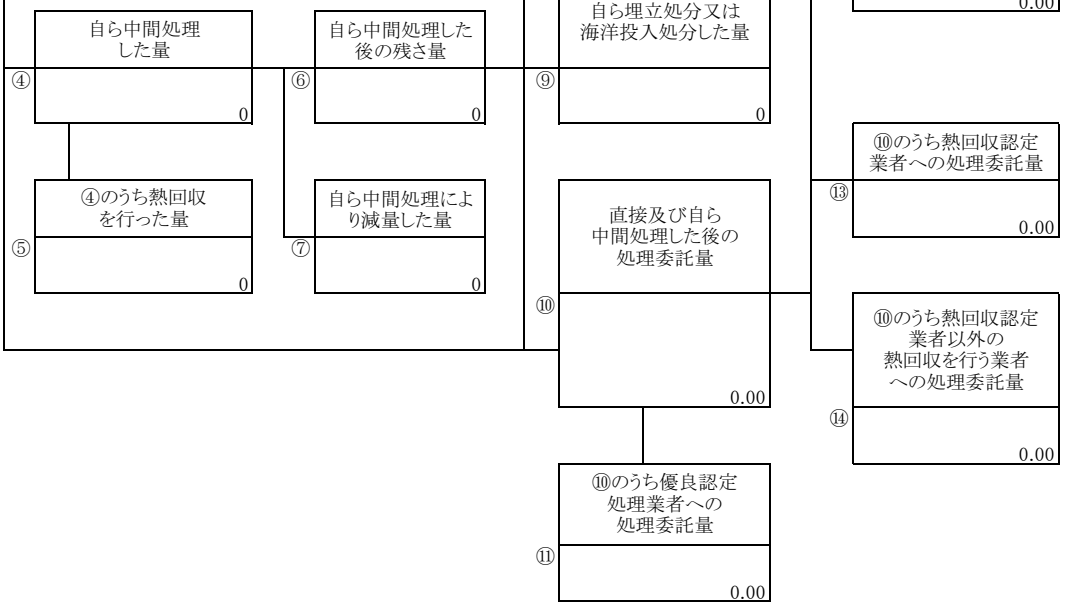 自ら中間処理
した量
④
0
自ら中間処理した
後の残さ量
⑥
0
自ら埋立処分又は
海洋投入処分した量
⑨
0
0.00
④のうち熱回収
を行った量
⑤
0
自ら中間処理によ
り減量した量
⑦
0
直接及び自ら
中間処理した後の
処理委託量
⑩
0.00
⑩のうち熱回収認定
業者への処理委託量
⑬
0.00
⑩のうち熱回収認定
業者以外の
熱回収を行う業者
への処理委託量
⑭
0.00
⑩のうち優良認定
処理業者への
処理委託量
⑪
0.00